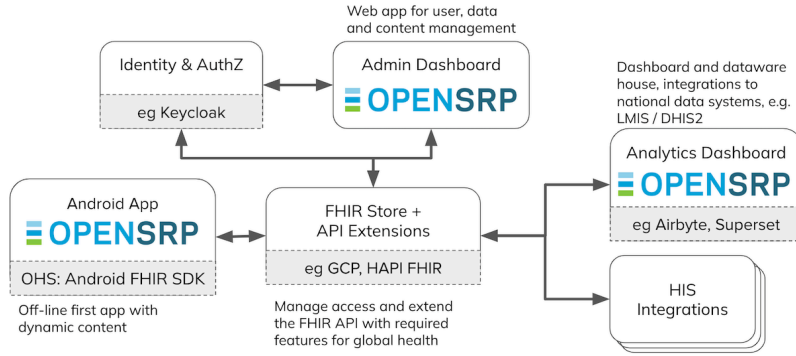 Web app for user, data
and content management
Identity & AuthZ
eg Keycloak
Admin Dashboard
OPENSRP
Dashboard and dataware
house, integrations to
national data systems, e.g.
LMIS / DHIS2
Analytics Dashboard
OPENSRP
eg Airbyte, Superset
Android App
OPENSRP
OHS: Android FHIR SDK
Off-line first app with
dynamic content
FHIR Store +
API Extensions
eg GCP, HAPI FHIR
Manage access and extend
the FHIR API with required
features for global health
HIS
Integrations